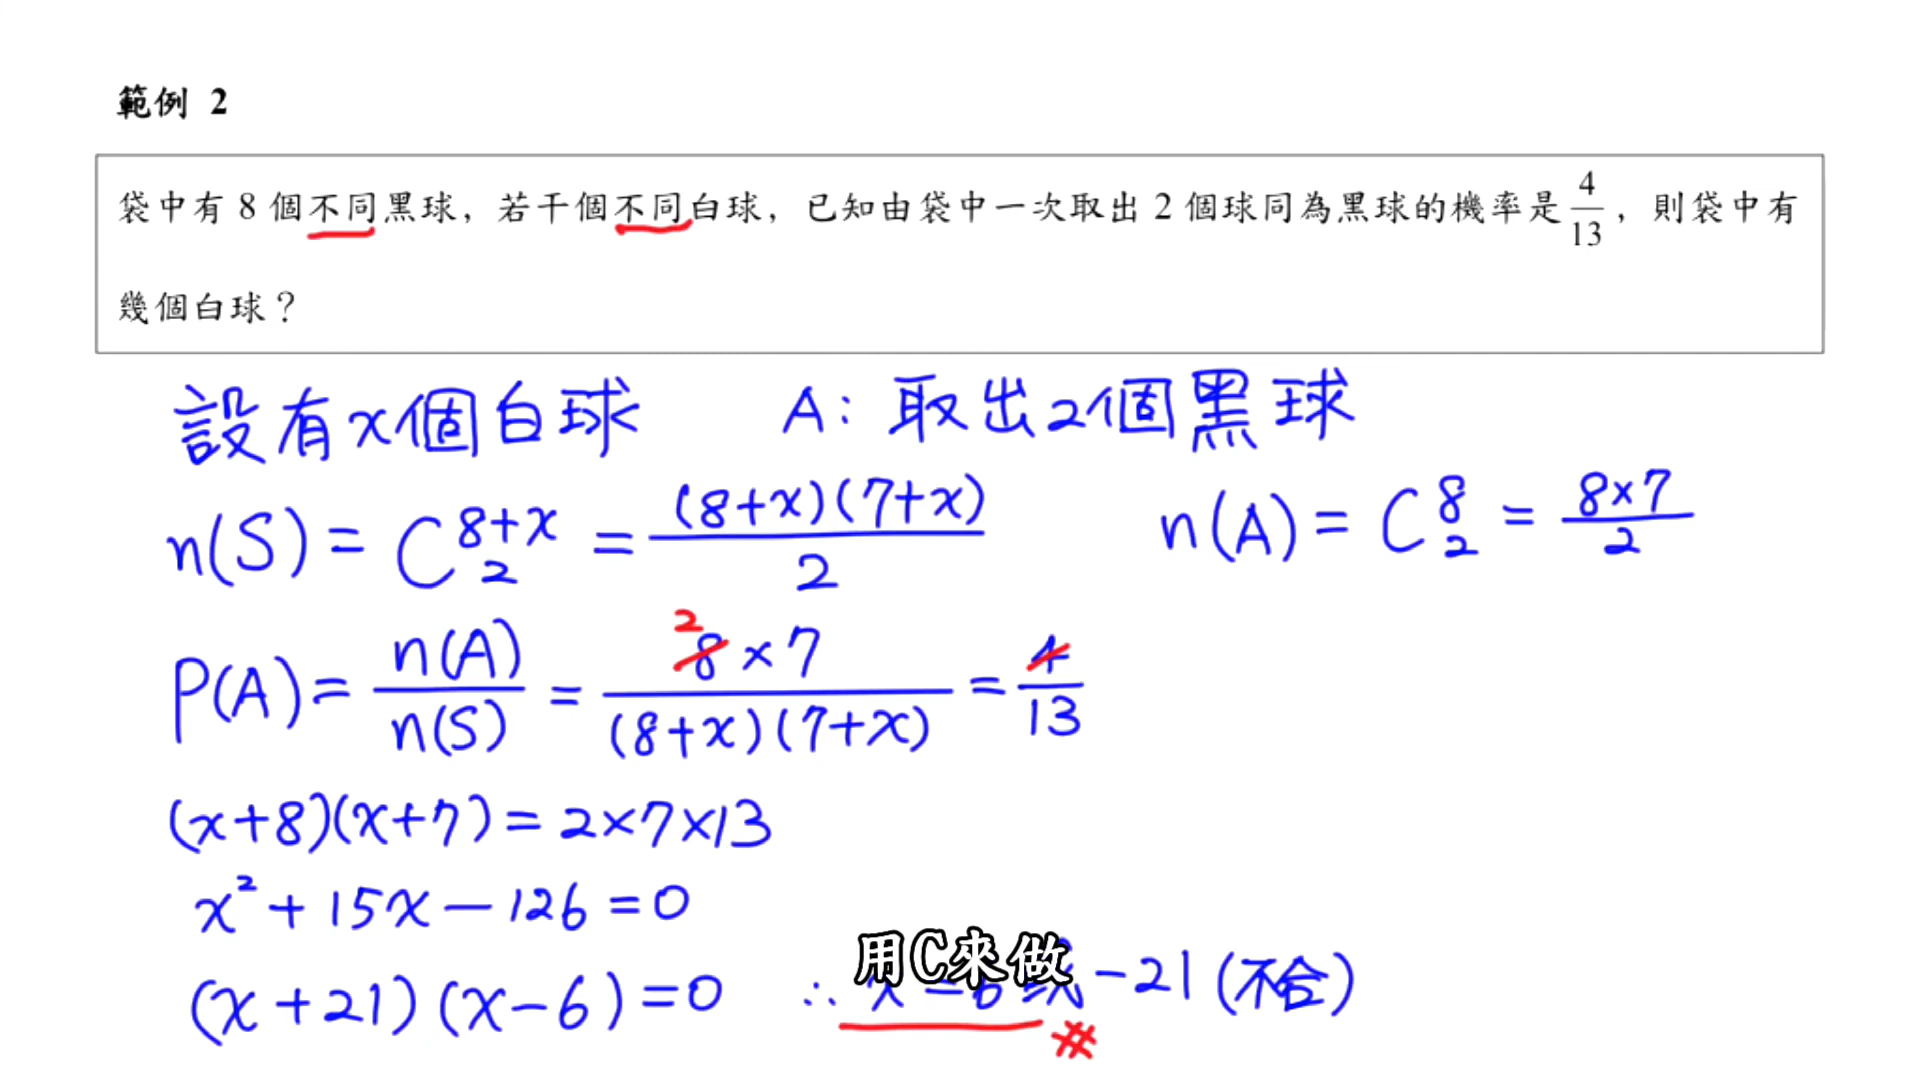 範例 2
袋中有 8 個不同黑球，若干個不同白球，已知由袋中一次取出 2 個球同為黑球的機率是 4/13，則袋中有
幾個白球？
設有x個白球 A: 取出2個黑球
n(S) = C^{8+x}_2 = (8+x)(7+x)/2 n(A) = C^8_2 = 8×7/2
P(A) = n(A)/n(S) = 8×7/(8+x)(7+x) = 4/13
2
(x+8)(x+7) = 2×7×13
x² + 15x − 126 = 0
(x+21)(x−6) = 0 ∴ x = 6 或 −21 (不合)
#
用C來做